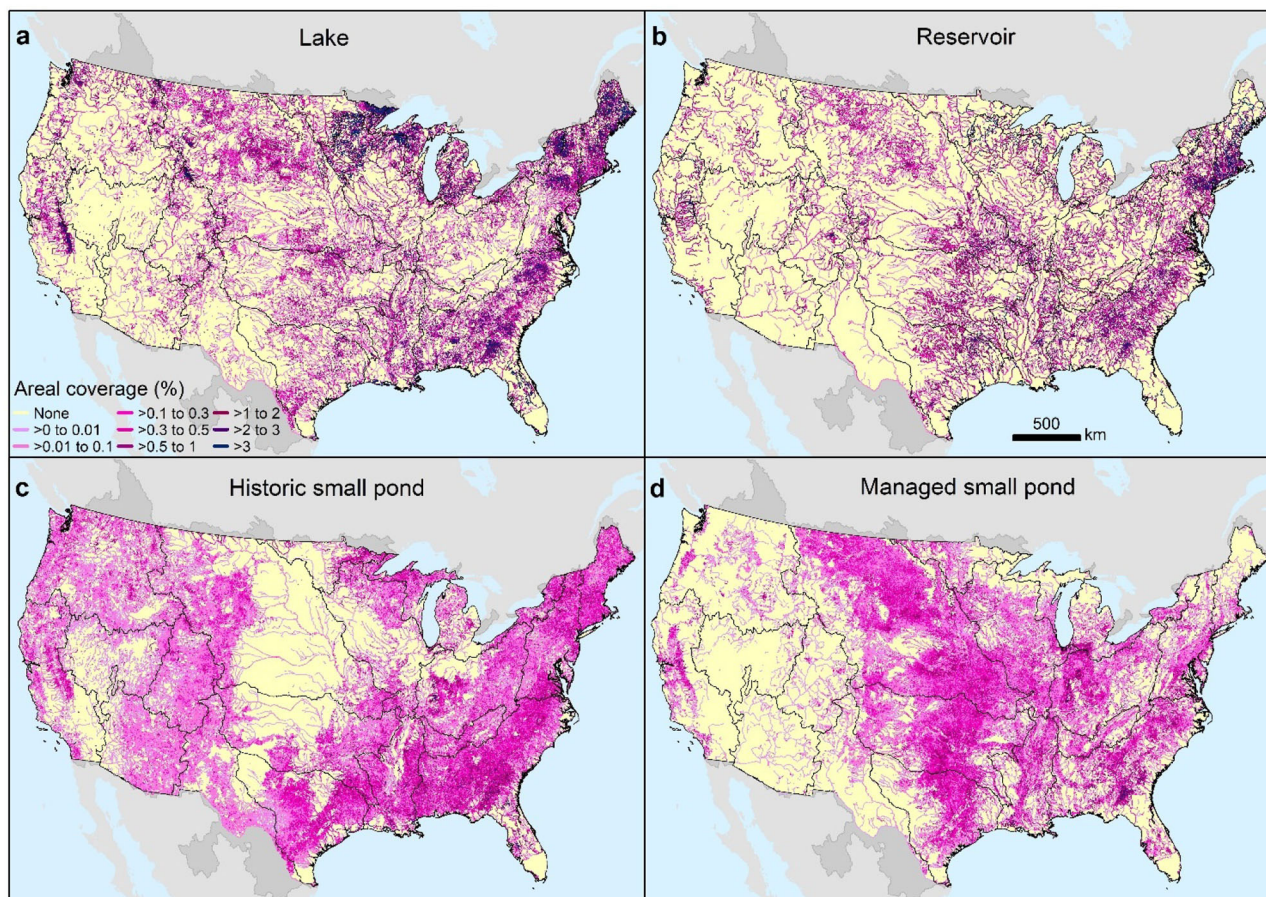 a
Lake
b
Reservoir
Areal coverage (%)
None >0.1 to 0.3 >1 to 2
>0 to 0.01 >0.3 to 0.5 >2 to 3
>0.01 to 0.1 >0.5 to 1 >3
500
km
c
Historic small pond
d
Managed small pond